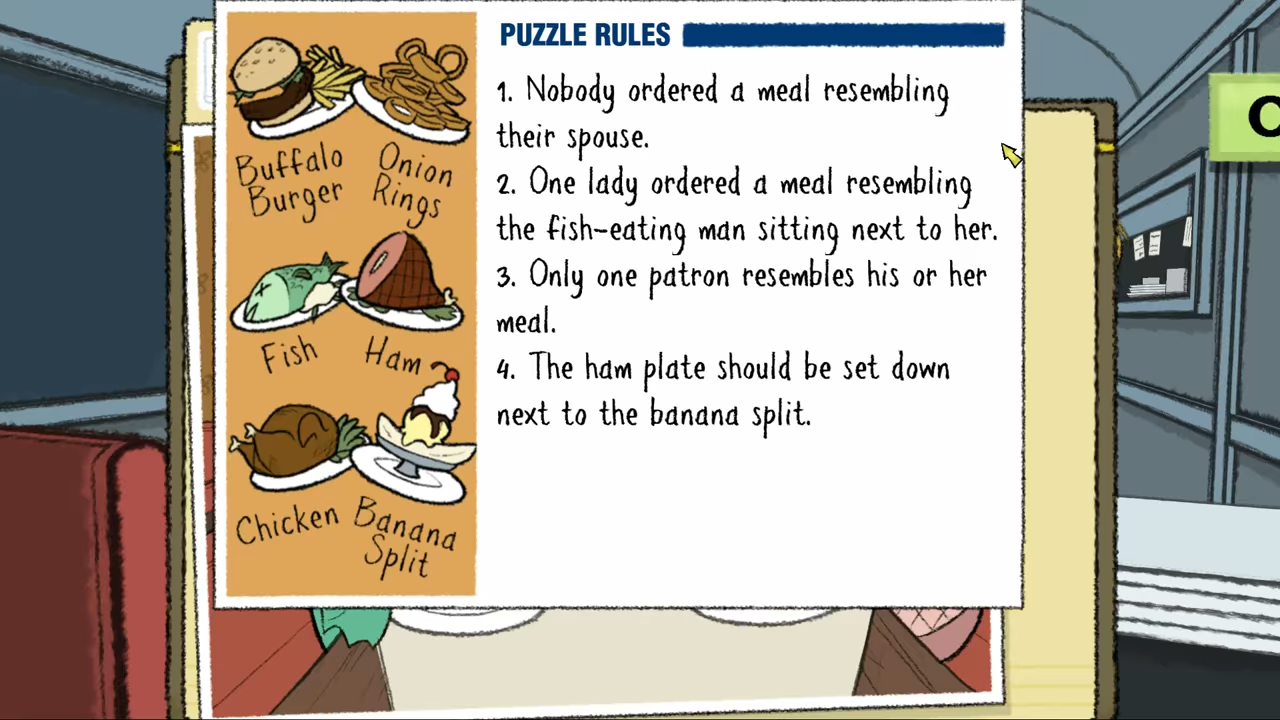 PUZZLE RULES
1. Nobody ordered a meal resembling
their spouse.
2. One lady ordered a meal resembling
the fish-eating man sitting next to her.
3. Only one patron resembles his or her
meal.
4. The ham plate should be set down
next to the banana split.
Buffalo
Burger
Onion
Rings
Fish
Ham
Chicken
Banana
Split